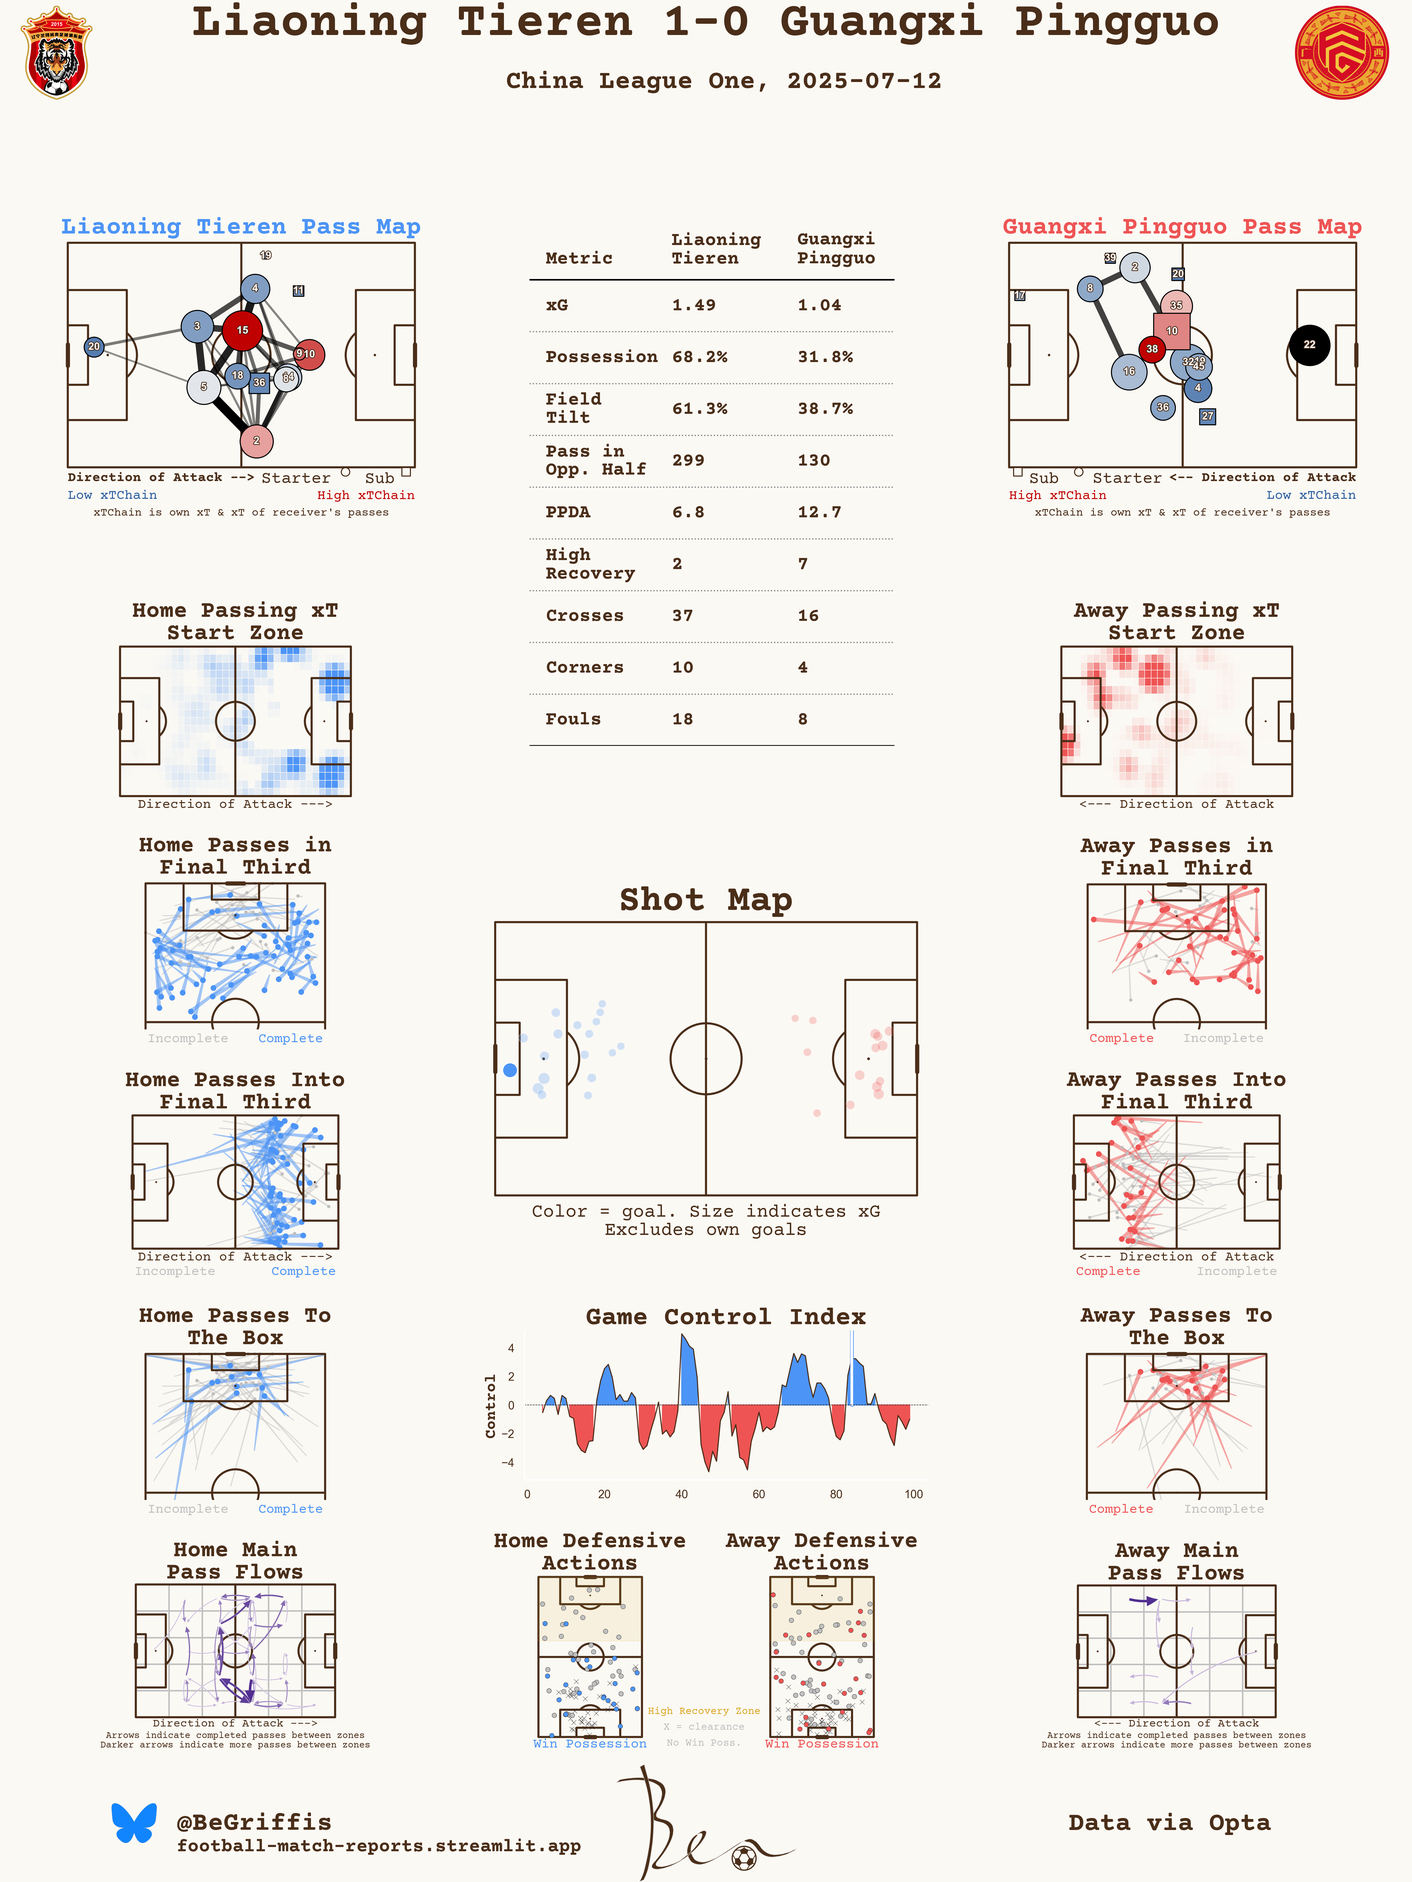 Liaoning Tieren 1-0 Guangxi Pingguo
China League One, 2025-07-12
2015
Liaoning Tieren Pass Map
19
4
11
3
15
20
9
10
18
36
5
2
Direction of Attack --> Starter Sub
Low xTChain High xTChain
xTChain is own xT & xT of receiver's passes
Metric Liaoning Tieren Guangxi Pingguo
xG 1.49 1.04
Possession 68.2% 31.8%
Field Tilt 61.3% 38.7%
Pass in Opp. Half 299 130
PPDA 6.8 12.7
High Recovery 2 7
Crosses 37 16
Corners 10 4
Fouls 18 8
广 西
Guangxi Pingguo Pass Map
39
2
20
17
8
35
10
38
22
16
32
19
45
4
36
27
Sub Starter <-- Direction of Attack
High xTChain Low xTChain
xTChain is own xT & xT of receiver's passes
Home Passing xT
Start Zone
Direction of Attack --->
Away Passing xT
Start Zone
<--- Direction of Attack
Home Passes in
Final Third
Incomplete Complete
Shot Map
Color = goal. Size indicates xG
Excludes own goals
Away Passes in
Final Third
Complete Incomplete
Home Passes Into
Final Third
Direction of Attack --->
Incomplete Complete
Away Passes Into
Final Third
<--- Direction of Attack
Complete Incomplete
Home Passes To
The Box
Incomplete Complete
Game Control Index
Control
4
2
0
−2
−4
0 20 40 60 80 100
Away Passes To
The Box
Complete Incomplete
Home Main
Pass Flows
Direction of Attack --->
Arrows indicate completed passes between zones
Darker arrows indicate more passes between zones
Home Defensive
Actions
Win Possession
High Recovery Zone
X = clearance
No Win Poss.
Away Defensive
Actions
Win Possession
Away Main
Pass Flows
<--- Direction of Attack
Arrows indicate completed passes between zones
Darker arrows indicate more passes between zones
@BeGriffis
football-match-reports.streamlit.app
Ben
Data via Opta